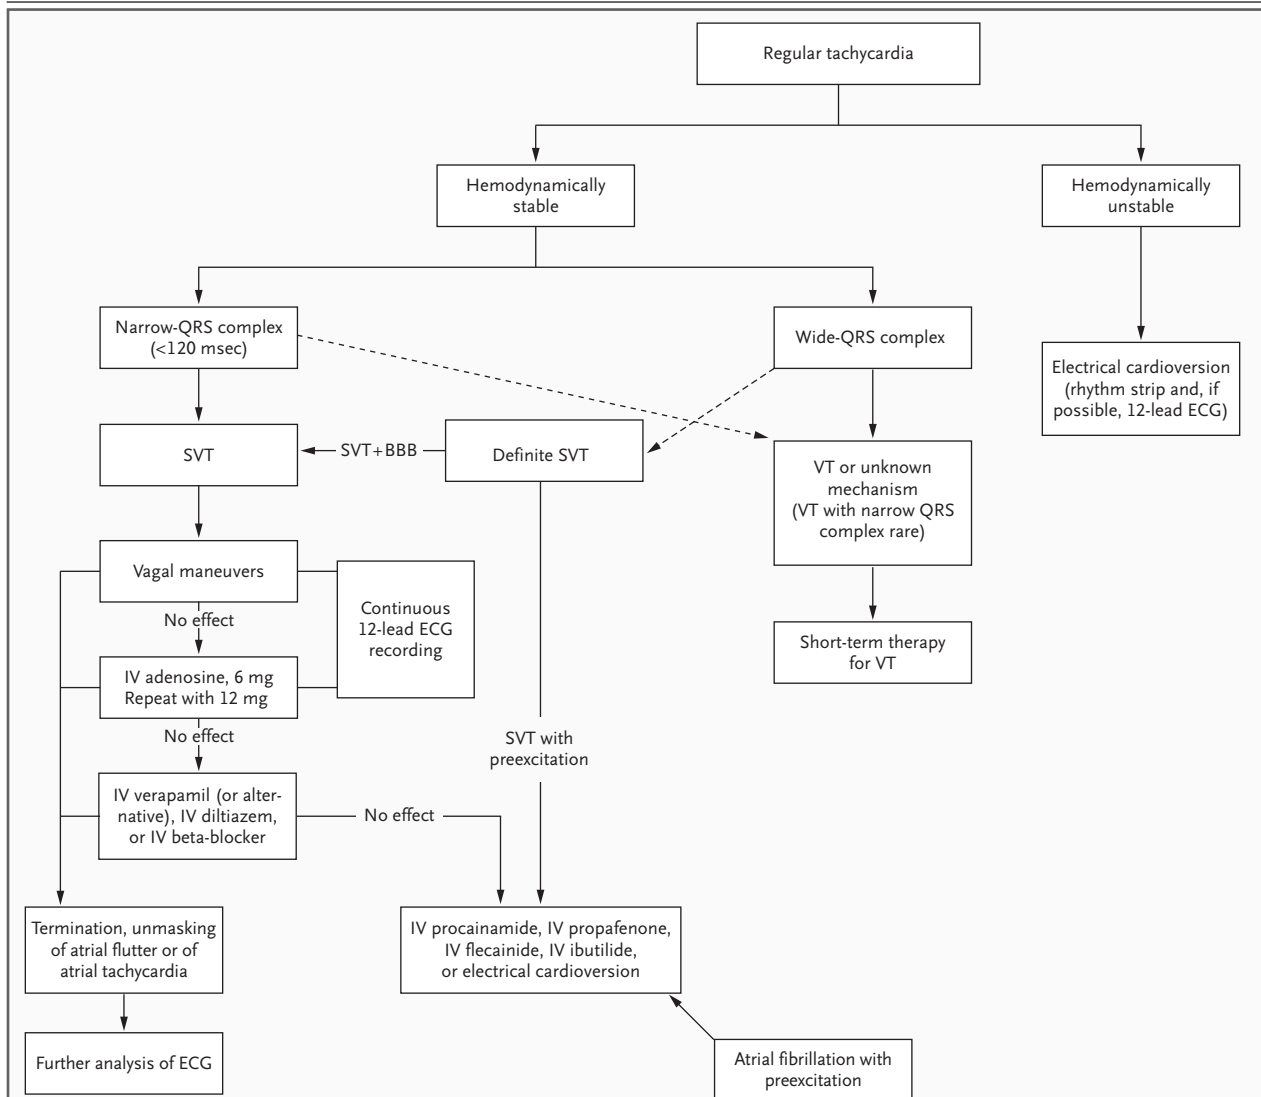 Regular tachycardia
Hemodynamically
stable
Hemodynamically
unstable
Narrow-QRS complex
(<120 msec)
Wide-QRS complex
Electrical cardioversion
(rhythm strip and, if
possible, 12-lead ECG)
SVT
SVT+BBB
Definite SVT
VT or unknown
mechanism
(VT with narrow QRS
complex rare)
Vagal maneuvers
Continuous
12-lead ECG
recording
No effect
Short-term therapy
for VT
IV adenosine, 6 mg
Repeat with 12 mg
No effect
SVT with
preexcitation
IV verapamil (or alter-
native), IV diltiazem,
or IV beta-blocker
No effect
Termination, unmasking
of atrial flutter or of
atrial tachycardia
IV procainamide, IV propafenone,
IV flecainide, IV ibutilide,
or electrical cardioversion
Further analysis of ECG
Atrial fibrillation with
preexcitation